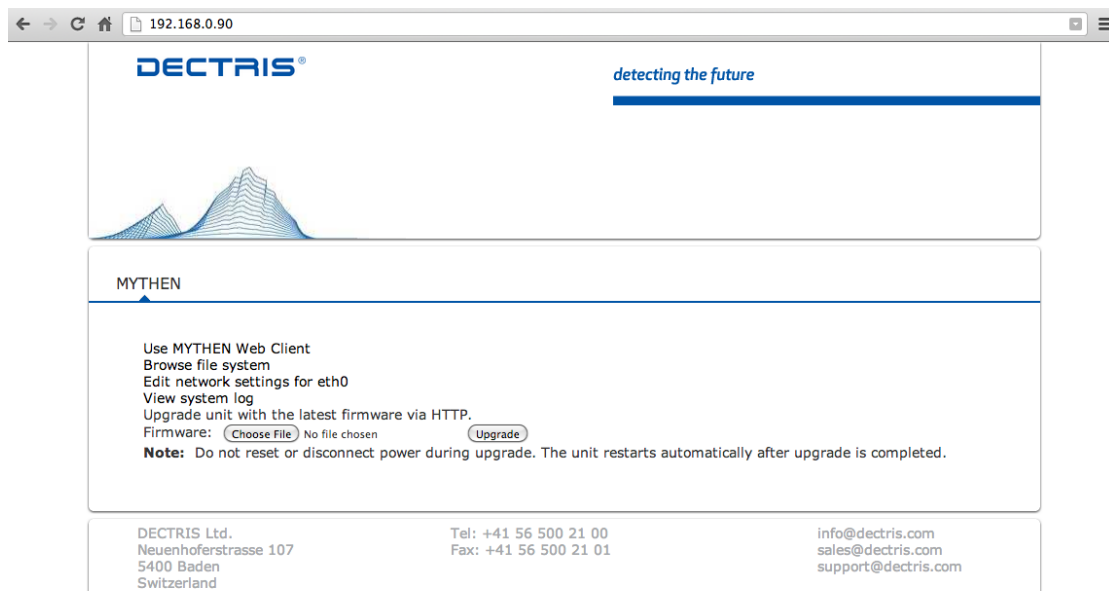 192.168.0.90
DECTRIS®
detecting the future
MYTHEN
Use MYTHEN Web Client
Browse file system
Edit network settings for eth0
View system log
Upgrade unit with the latest firmware via HTTP.
Firmware: Choose File No file chosen Upgrade
Note: Do not reset or disconnect power during upgrade. The unit restarts automatically after upgrade is completed.
DECTRIS Ltd. Tel: +41 56 500 21 00 info@dectris.com
Neuenhoferstrasse 107 Fax: +41 56 500 21 01 sales@dectris.com
5400 Baden support@dectris.com
Switzerland